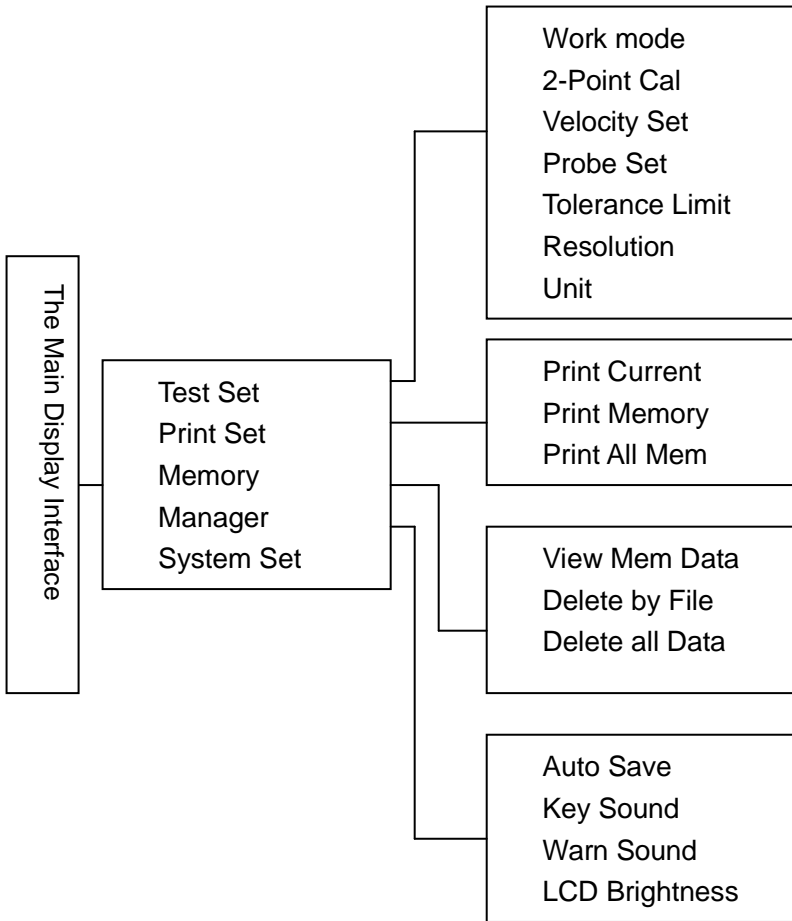 The Main Display Interface
Test Set
Print Set
Memory
Manager
System Set
Work mode
2-Point Cal
Velocity Set
Probe Set
Tolerance Limit
Resolution
Unit
Print Current
Print Memory
Print All Mem
View Mem Data
Delete by File
Delete all Data
Auto Save
Key Sound
Warn Sound
LCD Brightness